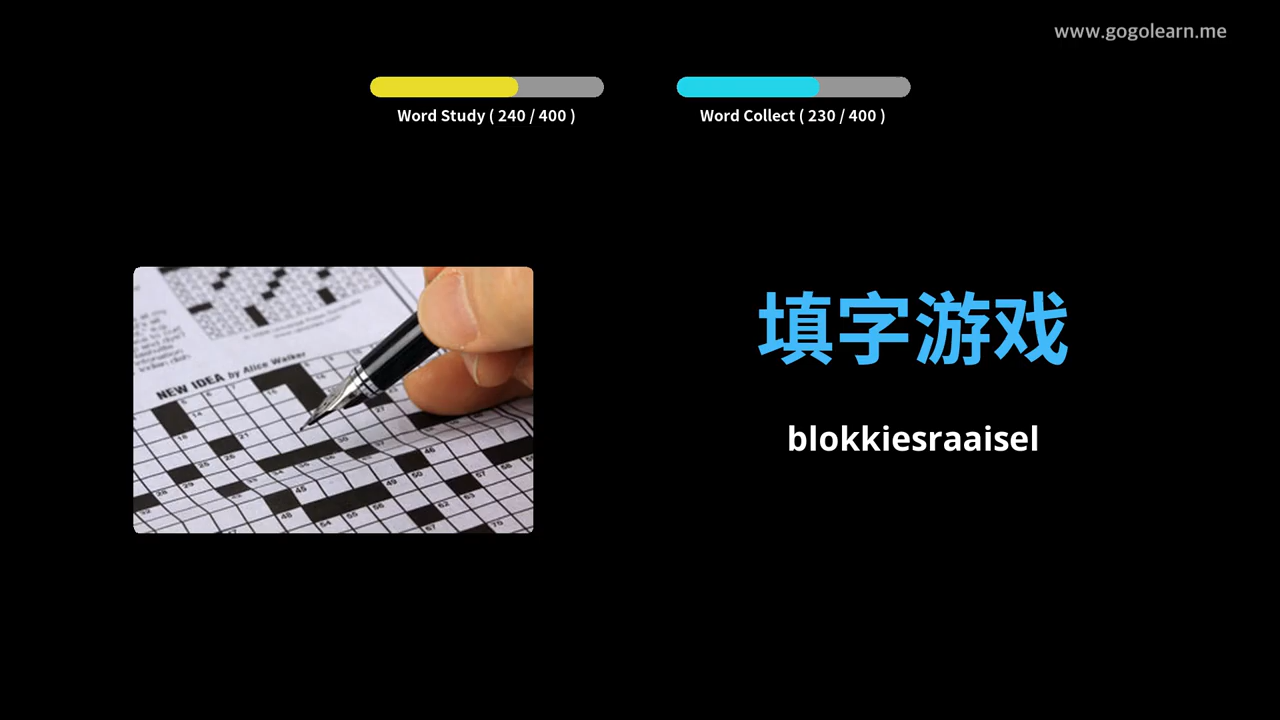 www.gogolearn.me
Word Study ( 240 / 400 )
Word Collect ( 230 / 400 )
填字游戏
blokkiesraaisel
NEW IDEA by Alice Walker